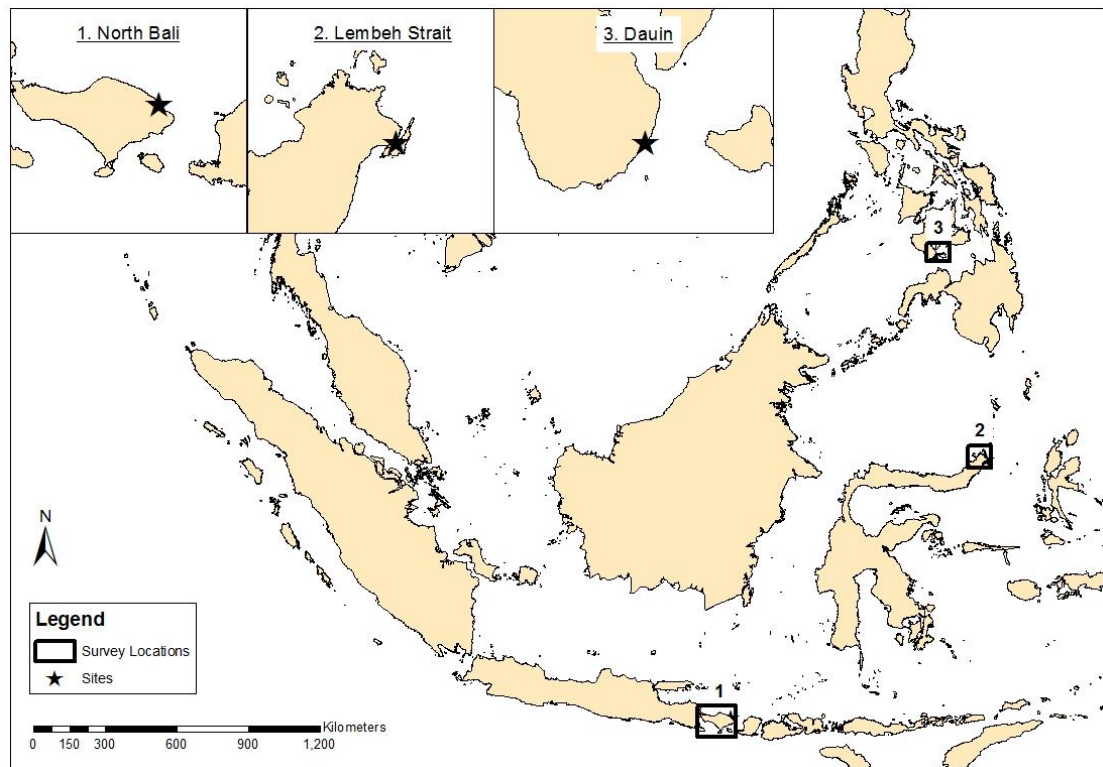 1. North Bali
2. Lembeh Strait
3. Dauin
3
2
N
1
Legend
Survey Locations
Sites
Kilometers
0 150 300 600 900 1,200